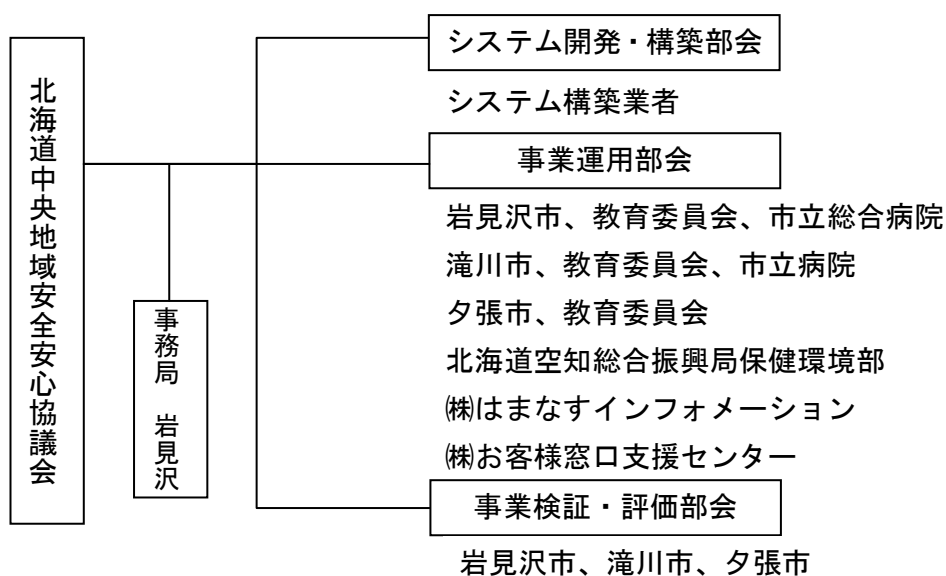 北海道中央地域安全安心協議会
事務局 岩見沢
システム開発・構築部会
システム構築業者
事業運用部会
岩見沢市、教育委員会、市立総合病院
滝川市、教育委員会、市立病院
夕張市、教育委員会
北海道空知総合振興局保健環境部
㈱はまなすインフォメーション
㈱お客様窓口支援センター
事業検証・評価部会
岩見沢市、滝川市、夕張市